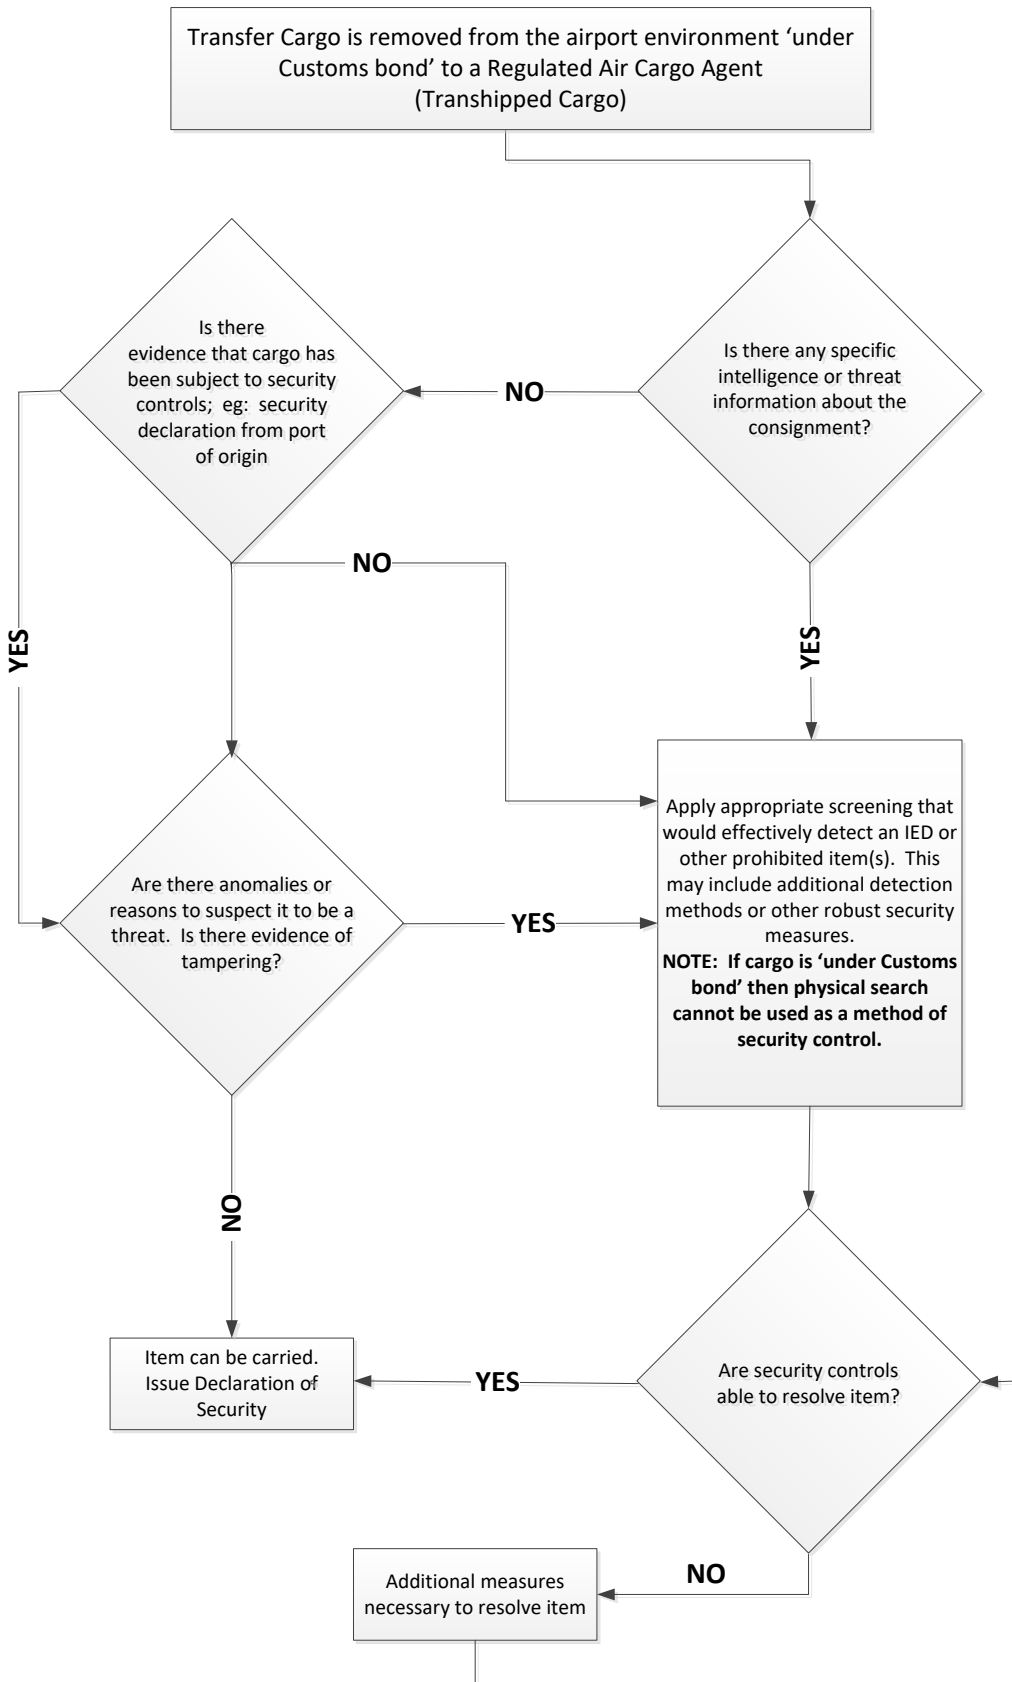 Transfer Cargo is removed from the airport environment ‘under
Customs bond’ to a Regulated Air Cargo Agent
(Transhipped Cargo)
Is there
evidence that cargo has
been subject to security
controls;  eg:  security
declaration from port
of origin
NO
Is there any specific
intelligence or threat
information about the
consignment?
NO
YES
YES
Are there anomalies or
reasons to suspect it to be a
threat.  Is there evidence of
tampering?
YES
Apply appropriate screening that
would effectively detect an IED or
other prohibited item(s).  This
may include additional detection
methods or other robust security
measures.
NOTE:  If cargo is ‘under Customs
bond’ then physical search
cannot be used as a method of
security control.
NO
Item can be carried.
Issue Declaration of
Security
YES
Are security controls
able to resolve item?
NO
Additional measures
necessary to resolve item